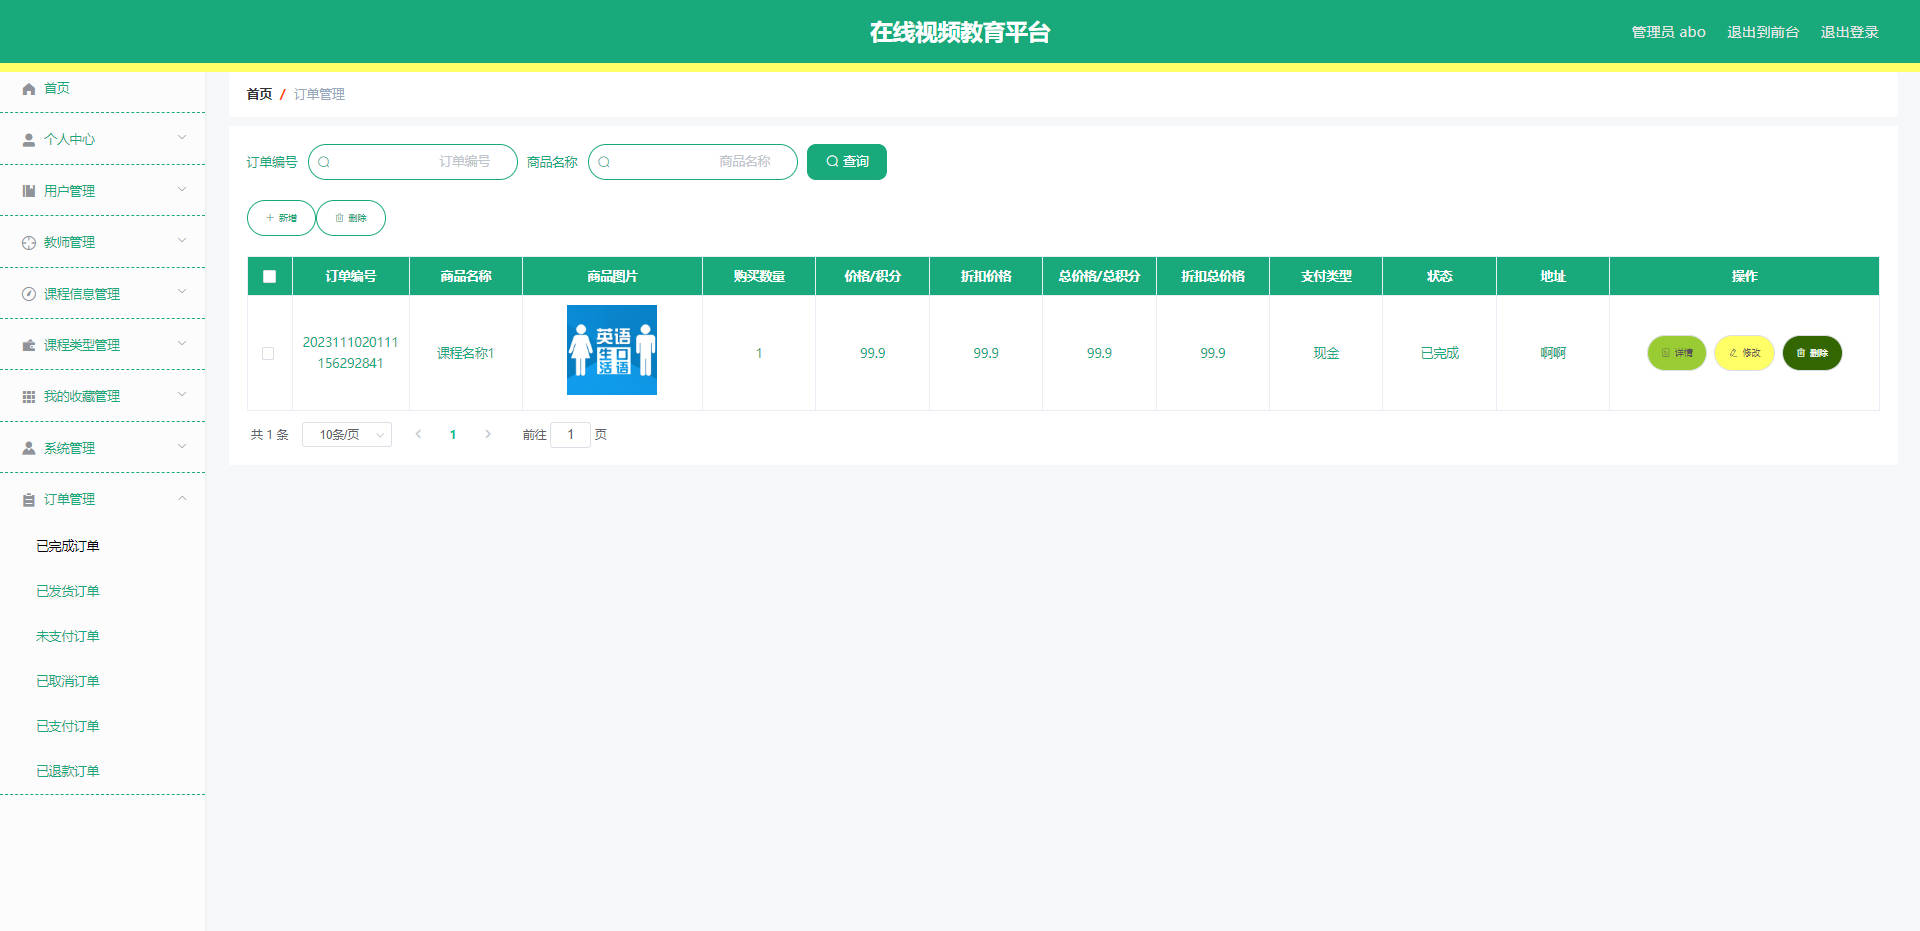 在线视频教育平台
管理员 abo 退出到前台 退出登录
首页
个人中心
用户管理
教师管理
课程信息管理
课程类型管理
我的收藏管理
系统管理
订单管理
已完成订单
已发货订单
未支付订单
已取消订单
已支付订单
已退款订单
首页 / 订单管理
订单编号 订单编号 商品名称 商品名称 查询
新增 删除
订单编号 商品名称 商品图片 购买数量 价格/积分 折扣价格 总价格/总积分 折扣总价格 支付类型 状态 地址 操作
2023111020111
156292841
课程名称1
英语
生口
活语
1 99.9 99.9 99.9 99.9 现金 已完成 啊啊 详情 修改 删除
共 1 条 10条/页 1 前往 1 页